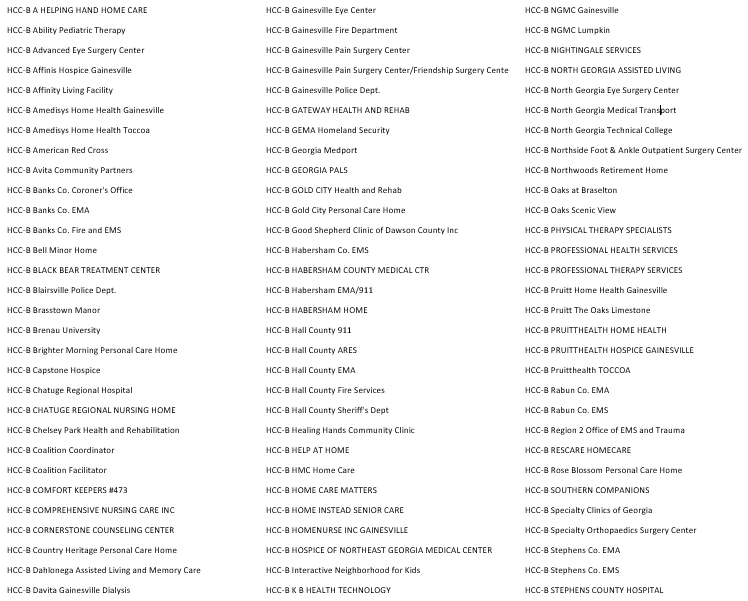 HCC-B A HELPING HAND HOME CARE
HCC-B Ability Pediatric Therapy
HCC-B Advanced Eye Surgery Center
HCC-B Affinis Hospice Gainesville
HCC-B Affinity Living Facility
HCC-B Amedisys Home Health Gainesville
HCC-B Amedisys Home Health Toccoa
HCC-B American Red Cross
HCC-B Avita Community Partners
HCC-B Banks Co. Coroner's Office
HCC-B Banks Co. EMA
HCC-B Banks Co. Fire and EMS
HCC-B Bell Minor Home
HCC-B BLACK BEAR TREATMENT CENTER
HCC-B Blairsville Police Dept.
HCC-B Brasstown Manor
HCC-B Brenau University
HCC-B Brighter Morning Personal Care Home
HCC-B Capstone Hospice
HCC-B Chatuge Regional Hospital
HCC-B CHATUGE REGIONAL NURSING HOME
HCC-B Chelsey Park Health and Rehabilitation
HCC-B Coalition Coordinator
HCC-B Coalition Facilitator
HCC-B COMFORT KEEPERS #473
HCC-B COMPREHENSIVE NURSING CARE INC
HCC-B CORNERSTONE COUNSELING CENTER
HCC-B Country Heritage Personal Care Home
HCC-B Dahlonega Assisted Living and Memory Care
HCC-B Davita Gainesville Dialysis
HCC-B Gainesville Eye Center
HCC-B Gainesville Fire Department
HCC-B Gainesville Pain Surgery Center
HCC-B Gainesville Pain Surgery Center/Friendship Surgery Cente
HCC-B Gainesville Police Dept.
HCC-B GATEWAY HEALTH AND REHAB
HCC-B GEMA Homeland Security
HCC-B Georgia Medport
HCC-B GEORGIA PALS
HCC-B GOLD CITY Health and Rehab
HCC-B Gold City Personal Care Home
HCC-B Good Shepherd Clinic of Dawson County Inc
HCC-B Habersham Co. EMS
HCC-B HABERSHAM COUNTY MEDICAL CTR
HCC-B Habersham EMA/911
HCC-B HABERSHAM HOME
HCC-B Hall County 911
HCC-B Hall County ARES
HCC-B Hall County EMA
HCC-B Hall County Fire Services
HCC-B Hall County Sheriff's Dept
HCC-B Healing Hands Community Clinic
HCC-B HELP AT HOME
HCC-B HMC Home Care
HCC-B HOME CARE MATTERS
HCC-B HOME INSTEAD SENIOR CARE
HCC-B HOMENURSE INC GAINESVILLE
HCC-B HOSPICE OF NORTHEAST GEORGIA MEDICAL CENTER
HCC-B Interactive Neighborhood for Kids
HCC-B K B HEALTH TECHNOLOGY
HCC-B NGMC Gainesville
HCC-B NGMC Lumpkin
HCC-B NIGHTINGALE SERVICES
HCC-B NORTH GEORGIA ASSISTED LIVING
HCC-B North Georgia Eye Surgery Center
HCC-B North Georgia Medical Transport
HCC-B North Georgia Technical College
HCC-B Northside Foot & Ankle Outpatient Surgery Center
HCC-B Northwoods Retirement Home
HCC-B Oaks at Braselton
HCC-B Oaks Scenic View
HCC-B PHYSICAL THERAPY SPECIALISTS
HCC-B PROFESSIONAL HEALTH SERVICES
HCC-B PROFESSIONAL THERAPY SERVICES
HCC-B Pruitt Home Health Gainesville
HCC-B Pruitt The Oaks Limestone
HCC-B PRUITTHEALTH HOME HEALTH
HCC-B PRUITTHEALTH HOSPICE GAINESVILLE
HCC-B Pruitthealth TOCCOA
HCC-B Rabun Co. EMA
HCC-B Rabun Co. EMS
HCC-B Region 2 Office of EMS and Trauma
HCC-B RESCARE HOMECARE
HCC-B Rose Blossom Personal Care Home
HCC-B SOUTHERN COMPANIONS
HCC-B Specialty Clinics of Georgia
HCC-B Specialty Orthopaedics Surgery Center
HCC-B Stephens Co. EMA
HCC-B Stephens Co. EMS
HCC-B STEPHENS COUNTY HOSPITAL